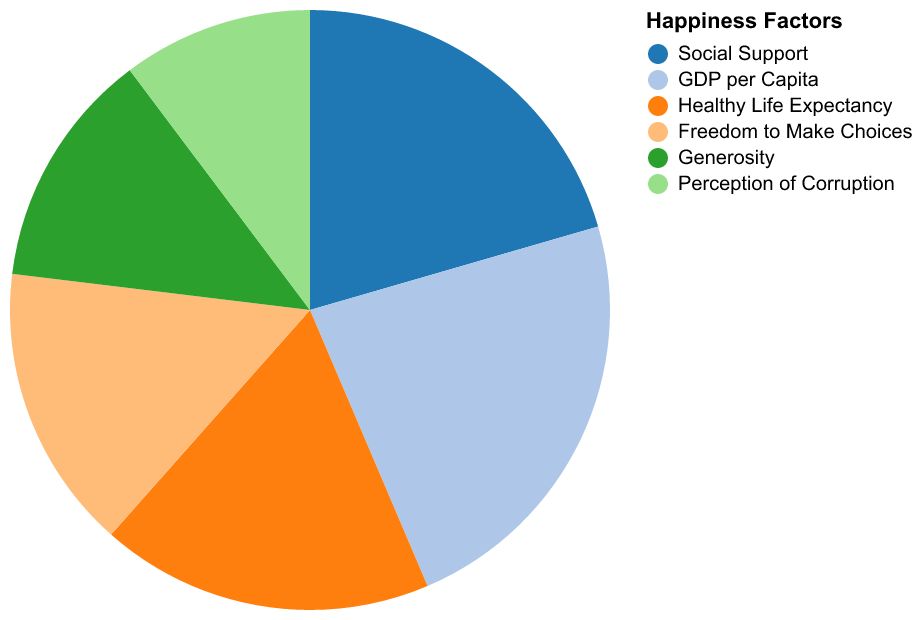 Happiness Factors
Social Support
GDP per Capita
Healthy Life Expectancy
Freedom to Make Choices
Generosity
Perception of Corruption